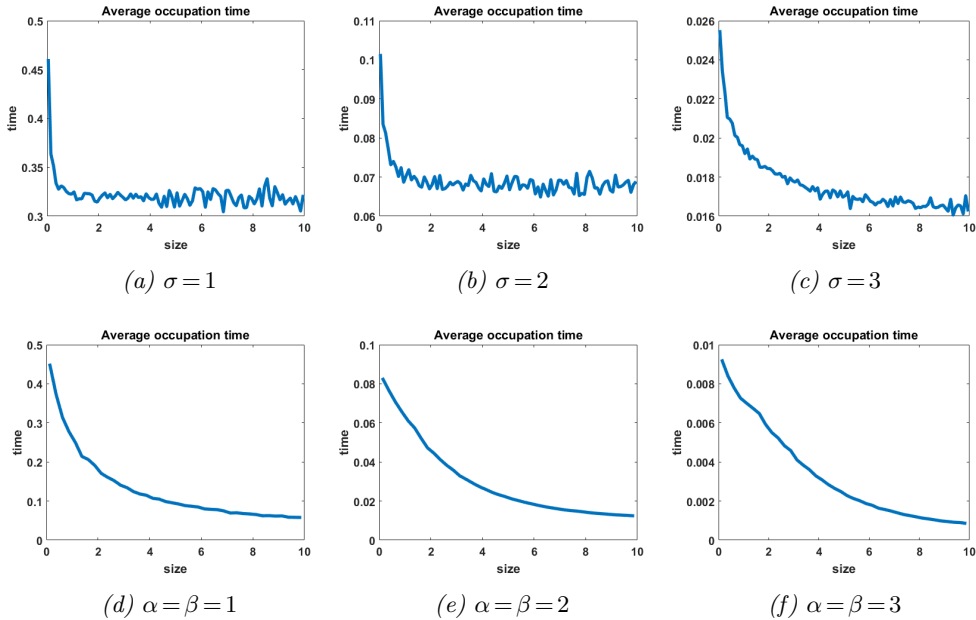 Average occupation time
0.5
0.45
0.4
0.35
0.3
time
0 2 4 6 8 10
size
(a) σ = 1
Average occupation time
0.11
0.1
0.09
0.08
0.07
0.06
time
0 2 4 6 8 10
size
(b) σ = 2
Average occupation time
0.026
0.024
0.022
0.02
0.018
0.016
time
0 2 4 6 8 10
size
(c) σ = 3
Average occupation time
0.5
0.4
0.3
0.2
0.1
0
time
0 2 4 6 8 10
size
(d) α = β = 1
Average occupation time
0.1
0.08
0.06
0.04
0.02
0
time
0 2 4 6 8 10
size
(e) α = β = 2
Average occupation time
0.01
0.008
0.006
0.004
0.002
0
time
0 2 4 6 8 10
size
(f) α = β = 3